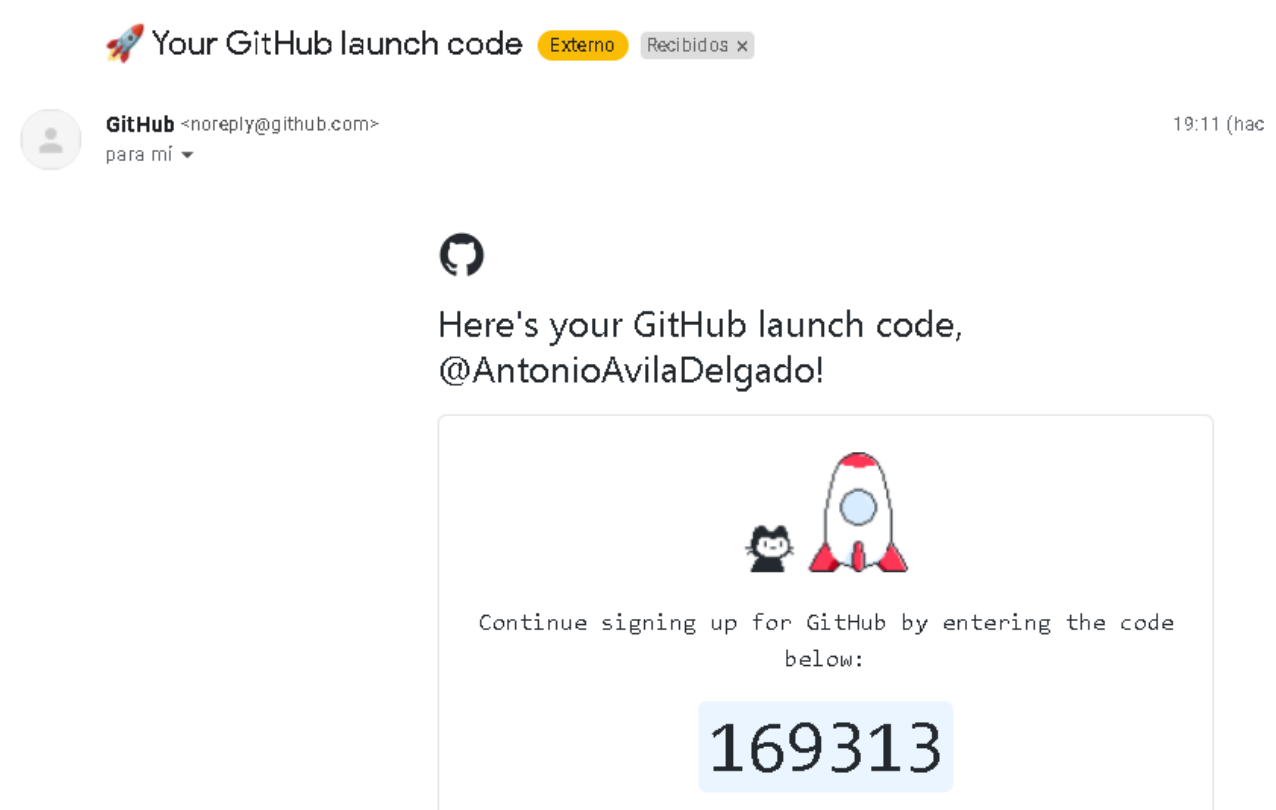 🚀 Your GitHub launch code Externo Recibidos ×
GitHub <noreply@github.com> 19:11 (hac
para mí
Here's your GitHub launch code,
@AntonioAvilaDelgado!
Continue signing up for GitHub by entering the code
below:
169313